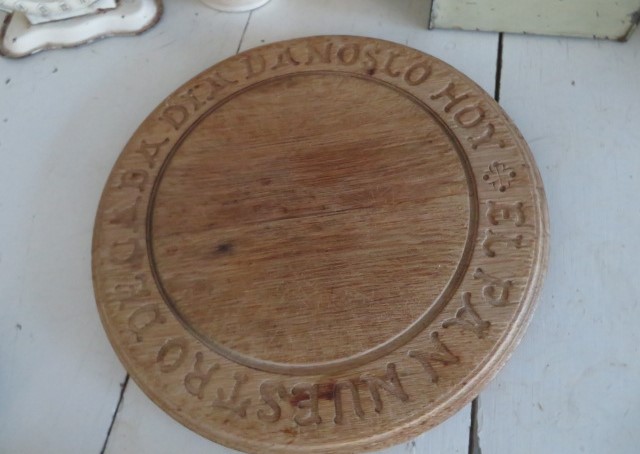 EL PAN NUESTRO DE CADA DIA DANOSLO HOY